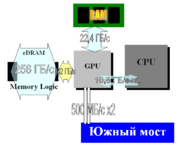 RAM
22,4 ГБ/с
eDRAM
256 ГБ/с
GPU
CPU
Memory Logic
500 МБ/с x2
Южный мост